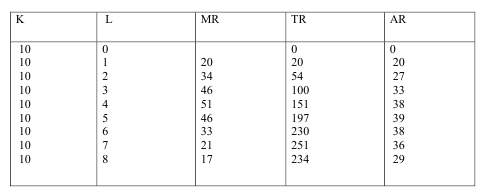 K L MR TR AR
10 0 0 0
10 1 20 20 20
10 2 34 54 27
10 3 46 100 33
10 4 51 151 38
10 5 46 197 39
10 6 33 230 38
10 7 21 251 36
10 8 17 234 29